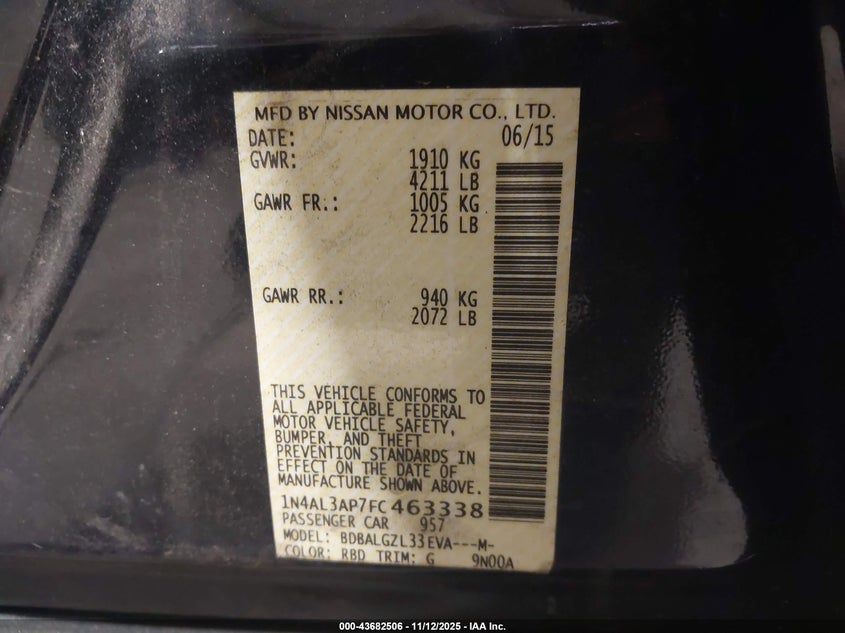 MFD BY NISSAN MOTOR CO., LTD.
DATE: 06/15
GVWR: 1910 KG
4211 LB
GAWR FR.: 1005 KG
2216 LB
GAWR RR.: 940 KG
2072 LB
THIS VEHICLE CONFORMS TO
ALL APPLICABLE FEDERAL
MOTOR VEHICLE SAFETY,
BUMPER, AND THEFT
PREVENTION STANDARDS IN
EFFECT ON THE DATE OF
MANUFACTURE SHOWN ABOVE.
1N4AL3AP7FC463338
PASSENGER CAR 957
MODEL: BDBALGZL33EVA---M-
COLOR: RBD TRIM: G 9N00A
000-43682506 - 11/12/2025 - IAA Inc.